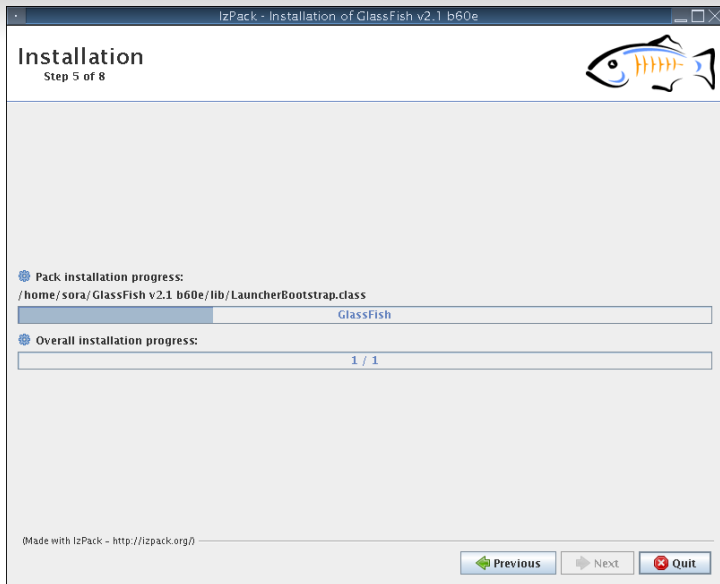 IzPack - Installation of GlassFish v2.1 b60e
Installation
Step 5 of 8
Pack installation progress:
/home/sora/GlassFish v2.1 b60e/lib/LauncherBootstrap.class
GlassFish
Overall installation progress:
1 / 1
(Made with IzPack - http://izpack.org/)
Previous
Next
Quit